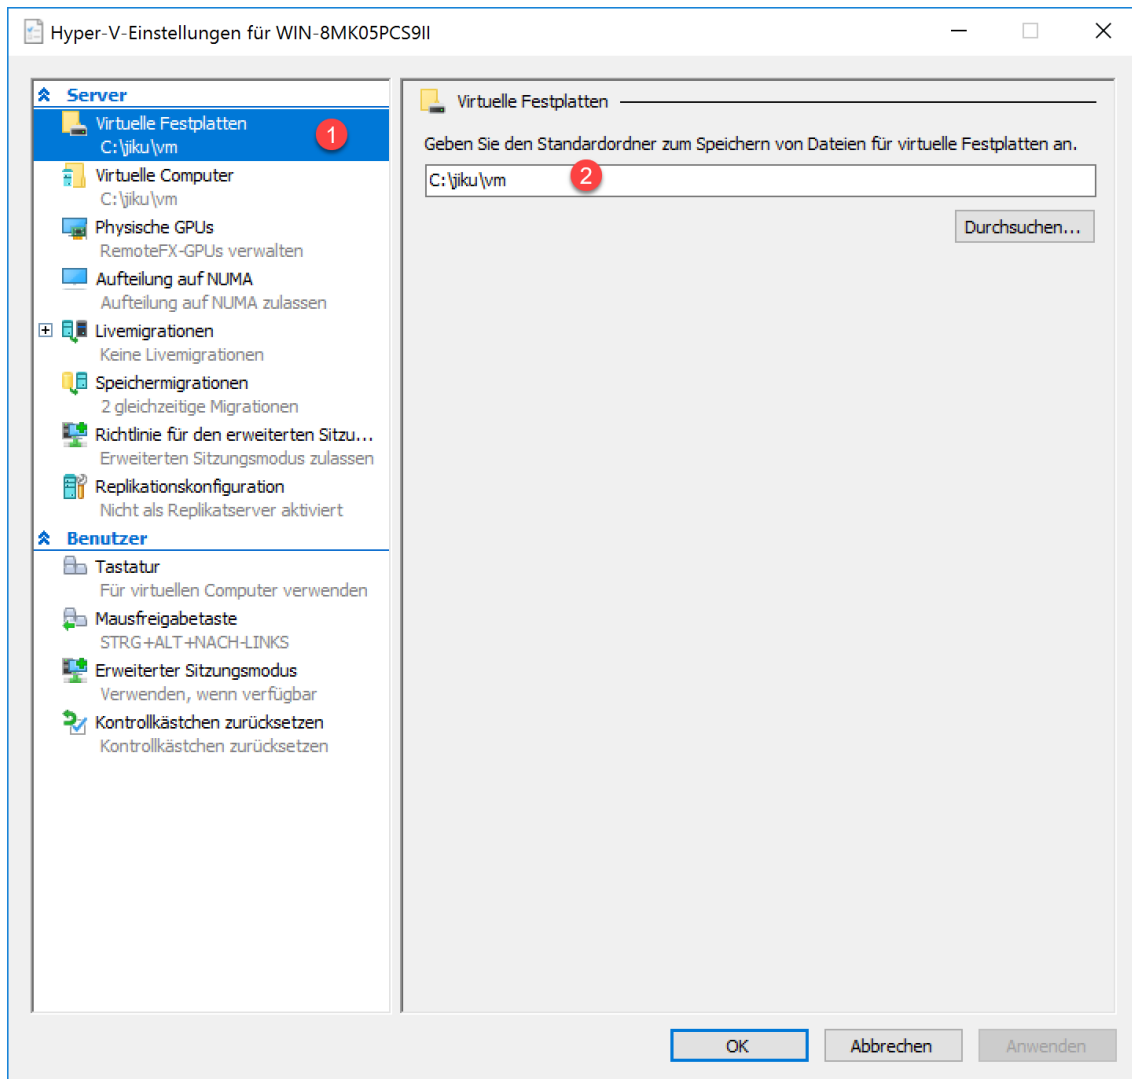 Hyper-V-Einstellungen für WIN-8MK05PCS9II
Server
Virtuelle Festplatten
C:\jiku\vm
1
Virtuelle Computer
C:\jiku\vm
Physische GPUs
RemoteFX-GPUs verwalten
Aufteilung auf NUMA
Aufteilung auf NUMA zulassen
Livemigrationen
Keine Livemigrationen
Speichermigrationen
2 gleichzeitige Migrationen
Richtlinie für den erweiterten Sitzu...
Erweiterten Sitzungsmodus zulassen
Replikationskonfiguration
Nicht als Replikatserver aktiviert
Benutzer
Tastatur
Für virtuellen Computer verwenden
Mausfreigabetaste
STRG+ALT+NACH-LINKS
Erweiterter Sitzungsmodus
Verwenden, wenn verfügbar
Kontrollkästchen zurücksetzen
Kontrollkästchen zurücksetzen
Virtuelle Festplatten
Geben Sie den Standardordner zum Speichern von Dateien für virtuelle Festplatten an.
C:\jiku\vm
2
Durchsuchen...
OK
Abbrechen
Anwenden